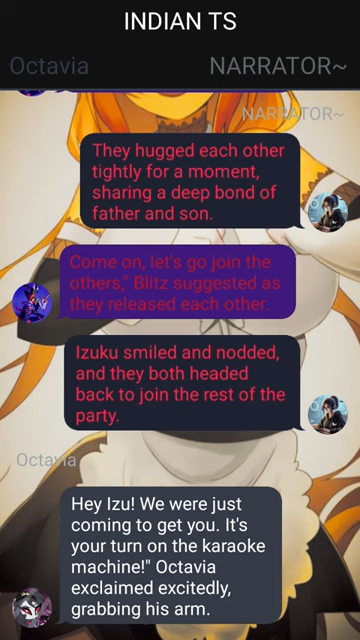 INDIAN TS
Octavia
NARRATOR~
NARRATOR~
They hugged each other
tightly for a moment,
sharing a deep bond of
father and son.
Come on, let's go join the
others," Blitz suggested as
they released each other.
Izuku smiled and nodded,
and they both headed
back to join the rest of the
party.
Octavia
Hey Izu! We were just
coming to get you. It's
your turn on the karaoke
machine!" Octavia
exclaimed excitedly,
grabbing his arm.